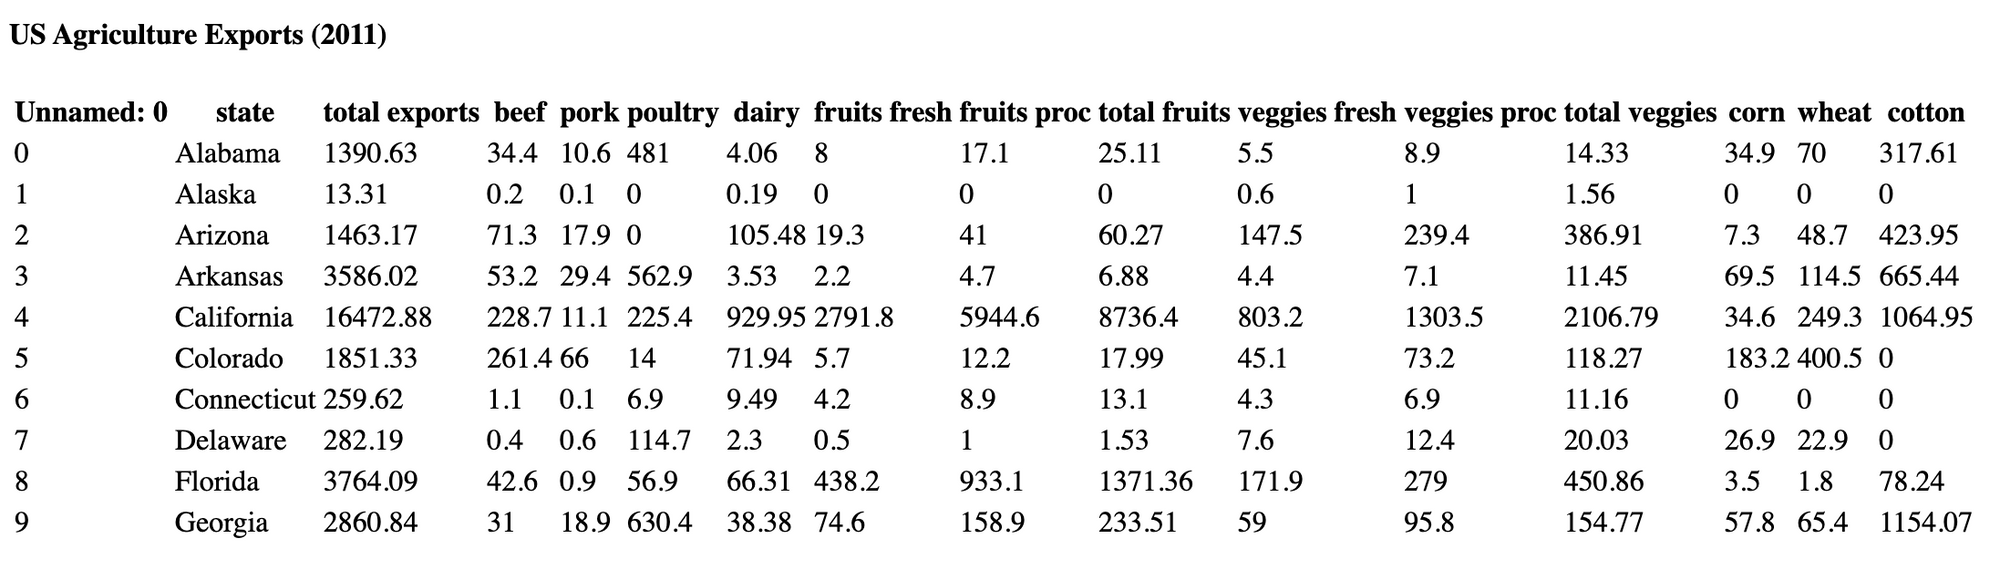 US Agriculture Exports (2011)
Unnamed: 0 state total exports beef pork poultry dairy fruits fresh fruits proc total fruits veggies fresh veggies proc total veggies corn wheat cotton
0 Alabama 1390.63 34.4 10.6 481 4.06 8 17.1 25.11 5.5 8.9 14.33 34.9 70 317.61
1 Alaska 13.31 0.2 0.1 0 0.19 0 0 0 0.6 1 1.56 0 0 0
2 Arizona 1463.17 71.3 17.9 0 105.48 19.3 41 60.27 147.5 239.4 386.91 7.3 48.7 423.95
3 Arkansas 3586.02 53.2 29.4 562.9 3.53 2.2 4.7 6.88 4.4 7.1 11.45 69.5 114.5 665.44
4 California 16472.88 228.7 11.1 225.4 929.95 2791.8 5944.6 8736.4 803.2 1303.5 2106.79 34.6 249.3 1064.95
5 Colorado 1851.33 261.4 66 14 71.94 5.7 12.2 17.99 45.1 73.2 118.27 183.2 400.5 0
6 Connecticut 259.62 1.1 0.1 6.9 9.49 4.2 8.9 13.1 4.3 6.9 11.16 0 0 0
7 Delaware 282.19 0.4 0.6 114.7 2.3 0.5 1 1.53 7.6 12.4 20.03 26.9 22.9 0
8 Florida 3764.09 42.6 0.9 56.9 66.31 438.2 933.1 1371.36 171.9 279 450.86 3.5 1.8 78.24
9 Georgia 2860.84 31 18.9 630.4 38.38 74.6 158.9 233.51 59 95.8 154.77 57.8 65.4 1154.07